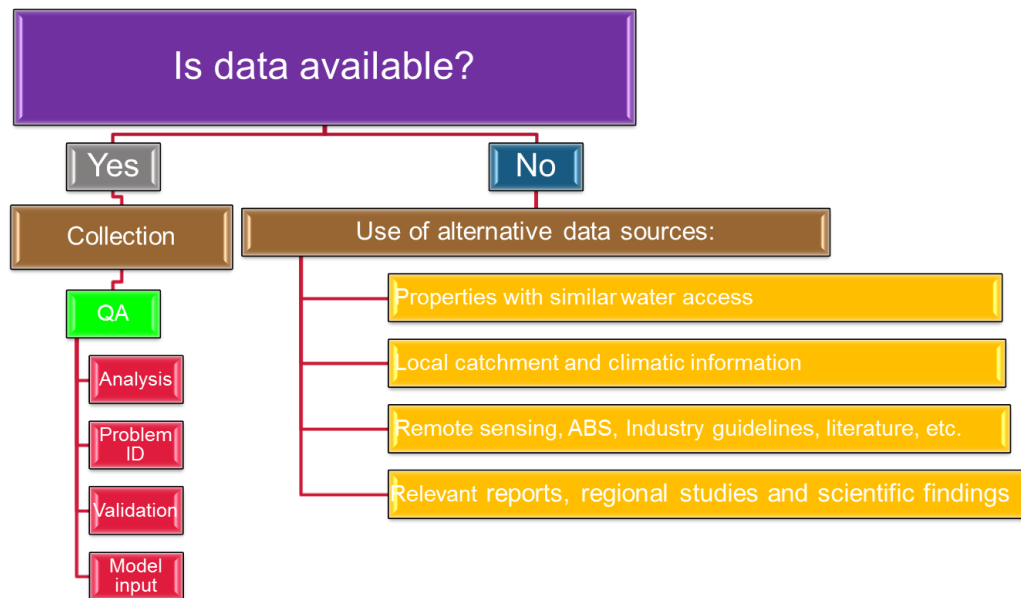 Is data available?
Yes
No
Collection
Use of alternative data sources:
QA
Properties with similar water access
Analysis
Local catchment and climatic information
Problem
ID
Remote sensing, ABS, Industry guidelines, literature, etc.
Validation
Relevant reports, regional studies and scientific findings
Model
input